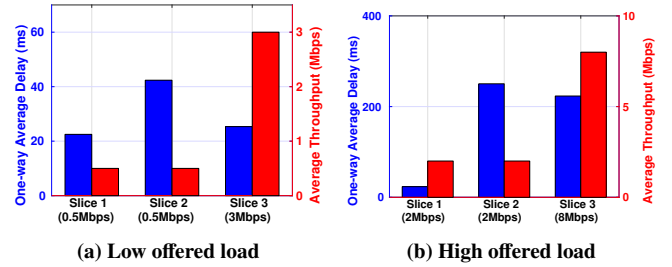 One-way Average Delay (ms)
60
40
20
0
3
2
1
0
Average Throughput (Mbps)
Slice 1
(0.5Mbps)
Slice 2
(0.5Mbps)
Slice 3
(3Mbps)
(a) Low offered load
One-way Average Delay (ms)
400
200
0
10
5
0
Average Throughput (Mbps)
Slice 1
(2Mbps)
Slice 2
(2Mbps)
Slice 3
(8Mbps)
(b) High offered load